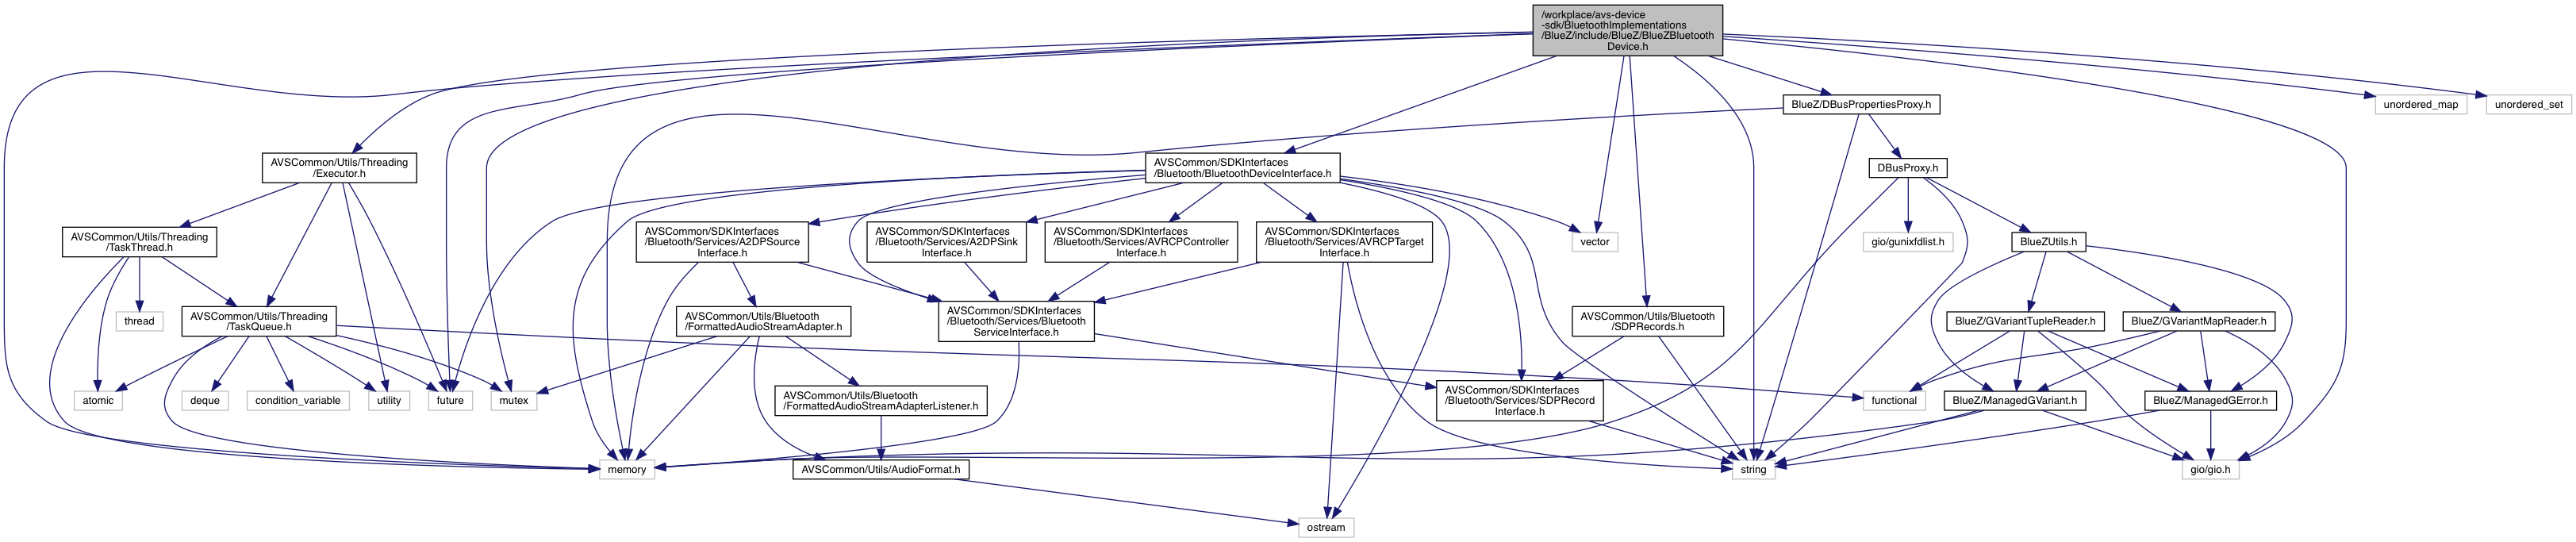 /workplace/avs-device
-sdk/BluetoothImplementations
/BlueZ/include/BlueZ/BlueZBluetooth
Device.h
BlueZ/DBusPropertiesProxy.h
unordered_map
unordered_set
AVSCommon/Utils/Threading
/Executor.h
AVSCommon/SDKInterfaces
/Bluetooth/BluetoothDeviceInterface.h
DBusProxy.h
AVSCommon/Utils/Threading
/TaskThread.h
AVSCommon/SDKInterfaces
/Bluetooth/Services/A2DPSource
Interface.h
AVSCommon/SDKInterfaces
/Bluetooth/Services/A2DPSink
Interface.h
AVSCommon/SDKInterfaces
/Bluetooth/Services/AVRCPController
Interface.h
AVSCommon/SDKInterfaces
/Bluetooth/Services/AVRCPTarget
Interface.h
vector
gio/gunixfdlist.h
BlueZUtils.h
thread
AVSCommon/Utils/Threading
/TaskQueue.h
AVSCommon/Utils/Bluetooth
/FormattedAudioStreamAdapter.h
AVSCommon/SDKInterfaces
/Bluetooth/Services/Bluetooth
ServiceInterface.h
AVSCommon/Utils/Bluetooth
/SDPRecords.h
BlueZ/GVariantTupleReader.h
BlueZ/GVariantMapReader.h
atomic
deque
condition_variable
utility
future
mutex
AVSCommon/Utils/Bluetooth
/FormattedAudioStreamAdapterListener.h
AVSCommon/SDKInterfaces
/Bluetooth/Services/SDPRecord
Interface.h
functional
BlueZ/ManagedGVariant.h
BlueZ/ManagedGError.h
memory
AVSCommon/Utils/AudioFormat.h
string
gio/gio.h
ostream